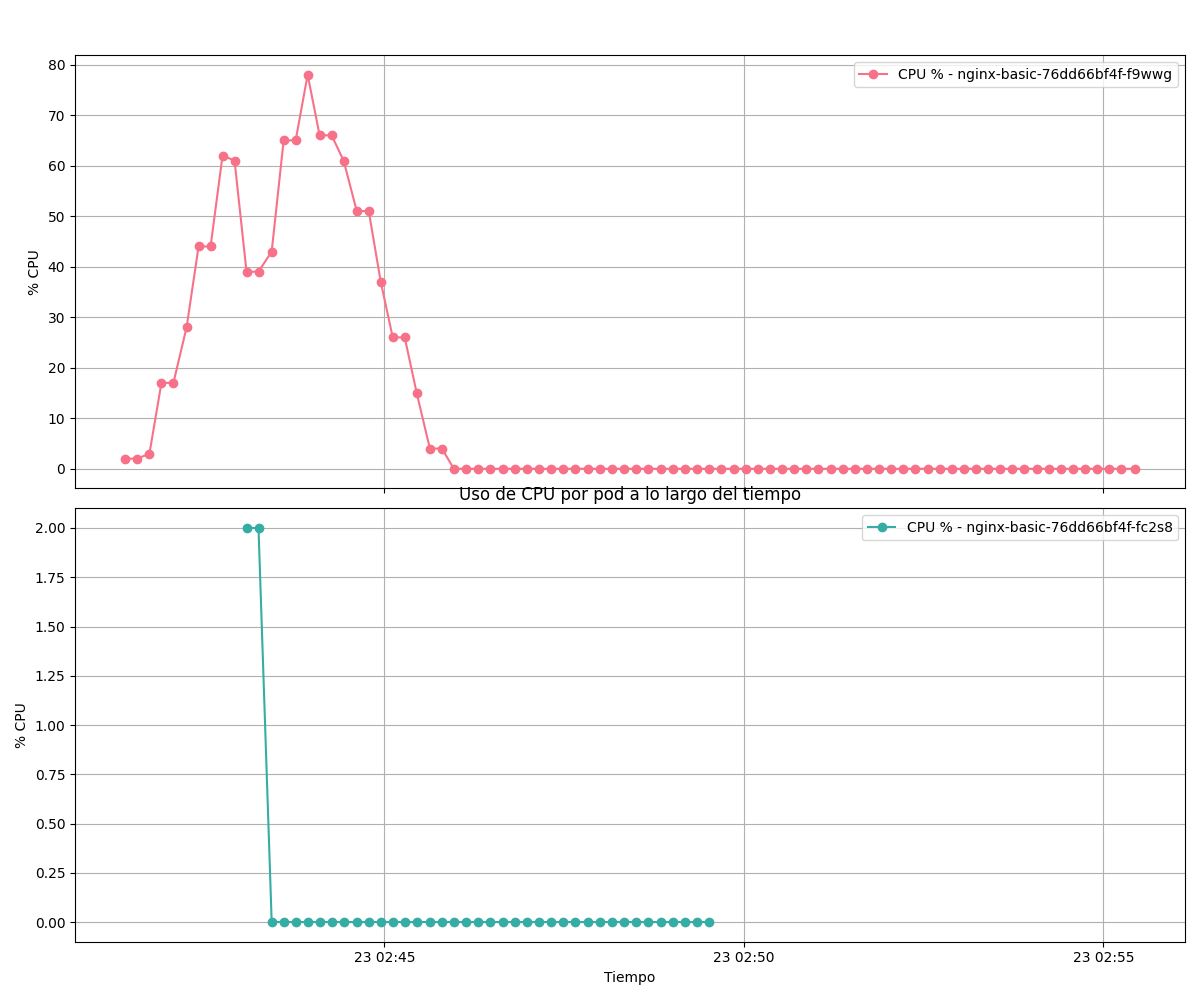 CPU % - nginx-basic-76dd66bf4f-f9wwg
80
70
60
50
40
30
20
10
0
% CPU
Uso de CPU por pod a lo largo del tiempo
CPU % - nginx-basic-76dd66bf4f-fc2s8
2.00
1.75
1.50
1.25
1.00
0.75
0.50
0.25
0.00
% CPU
23 02:45 23 02:50 23 02:55
Tiempo